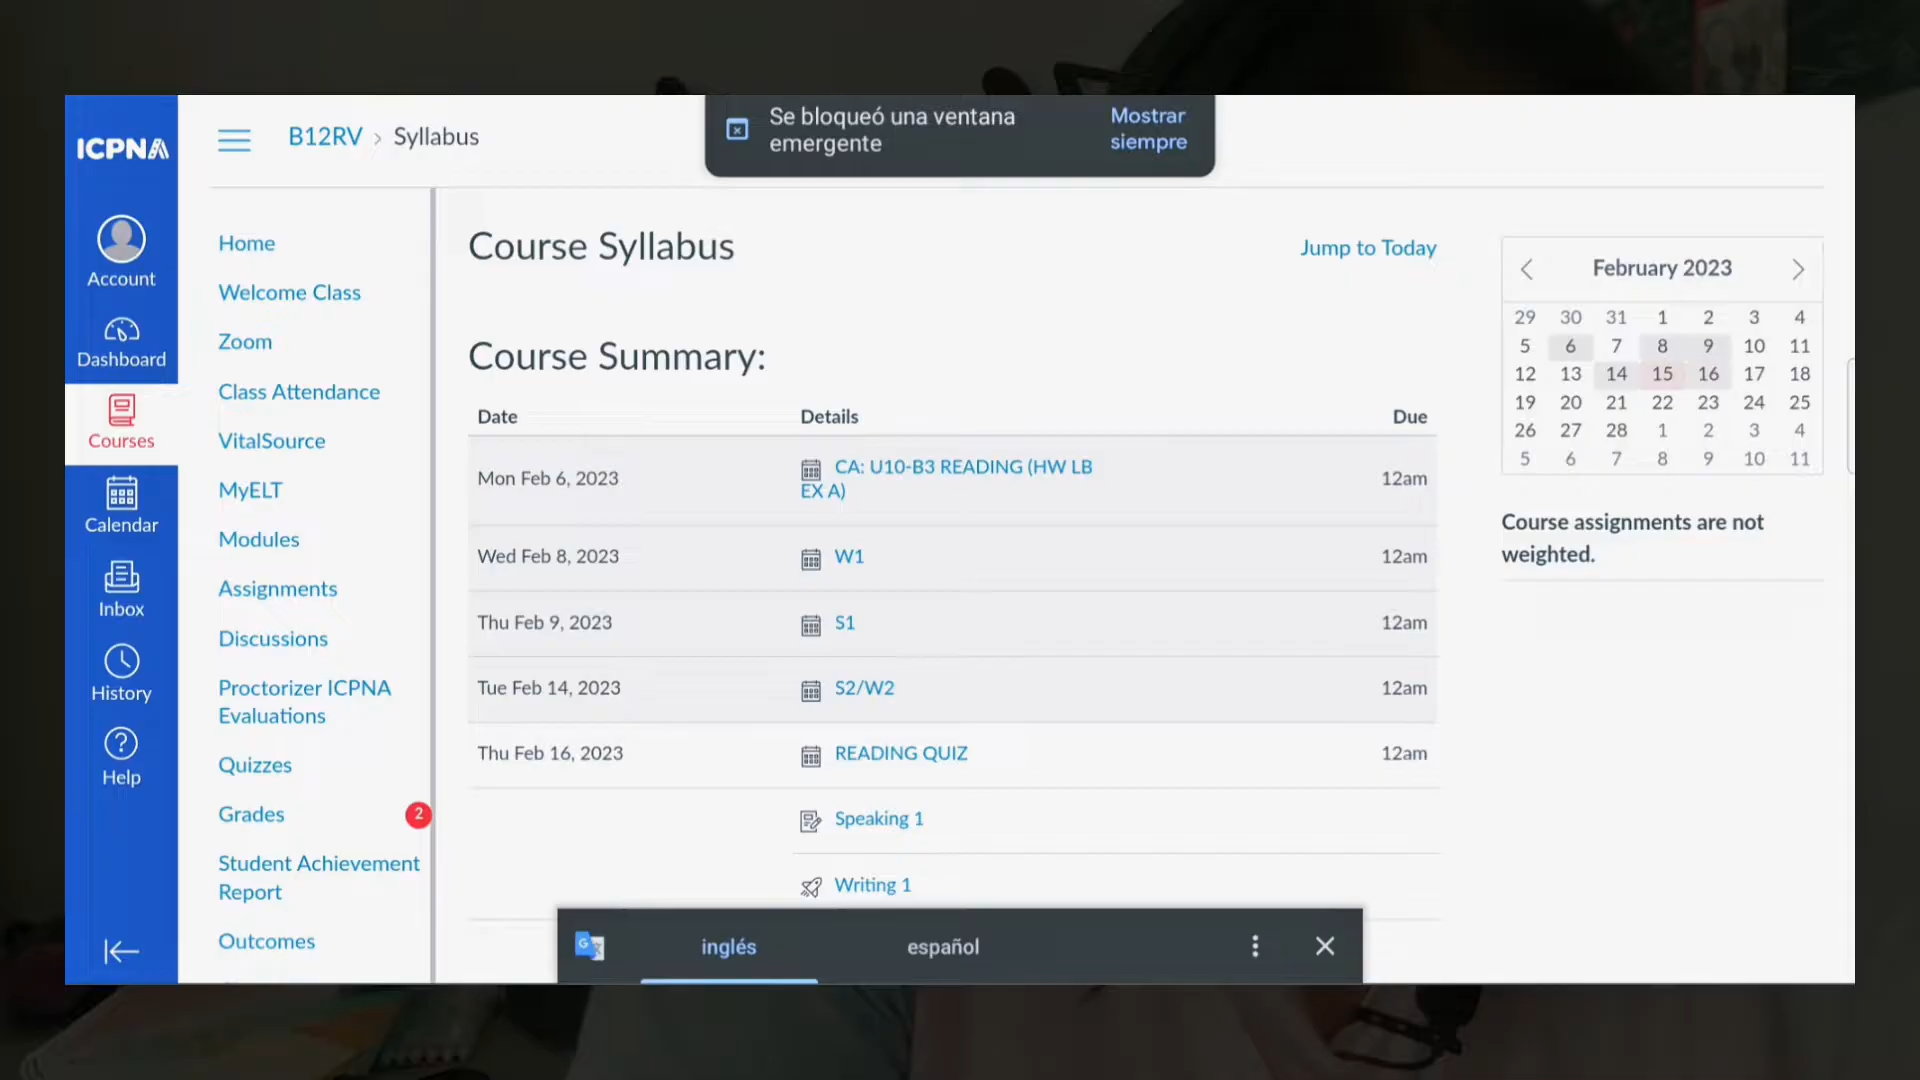 ICPNA
B12RV > Syllabus
Se bloqueó una ventana
emergente
Mostrar
siempre
Account
Dashboard
Courses
Calendar
Inbox
History
Help
Home
Welcome Class
Zoom
Class Attendance
VitalSource
MyELT
Modules
Assignments
Discussions
Proctorizer ICPNA
Evaluations
Quizzes
Grades 2
Student Achievement
Report
Outcomes
Course Syllabus
Jump to Today
Course Summary:
Date Details Due
Mon Feb 6, 2023 CA: U10-B3 READING (HW LB 12am
EX A)
Wed Feb 8, 2023 W1 12am
Thu Feb 9, 2023 S1 12am
Tue Feb 14, 2023 S2/W2 12am
Thu Feb 16, 2023 READING QUIZ 12am
Speaking 1
Writing 1
February 2023
29 30 31 1 2 3 4
5 6 7 8 9 10 11
12 13 14 15 16 17 18
19 20 21 22 23 24 25
26 27 28 1 2 3 4
5 6 7 8 9 10 11
Course assignments are not
weighted.
G inglés español